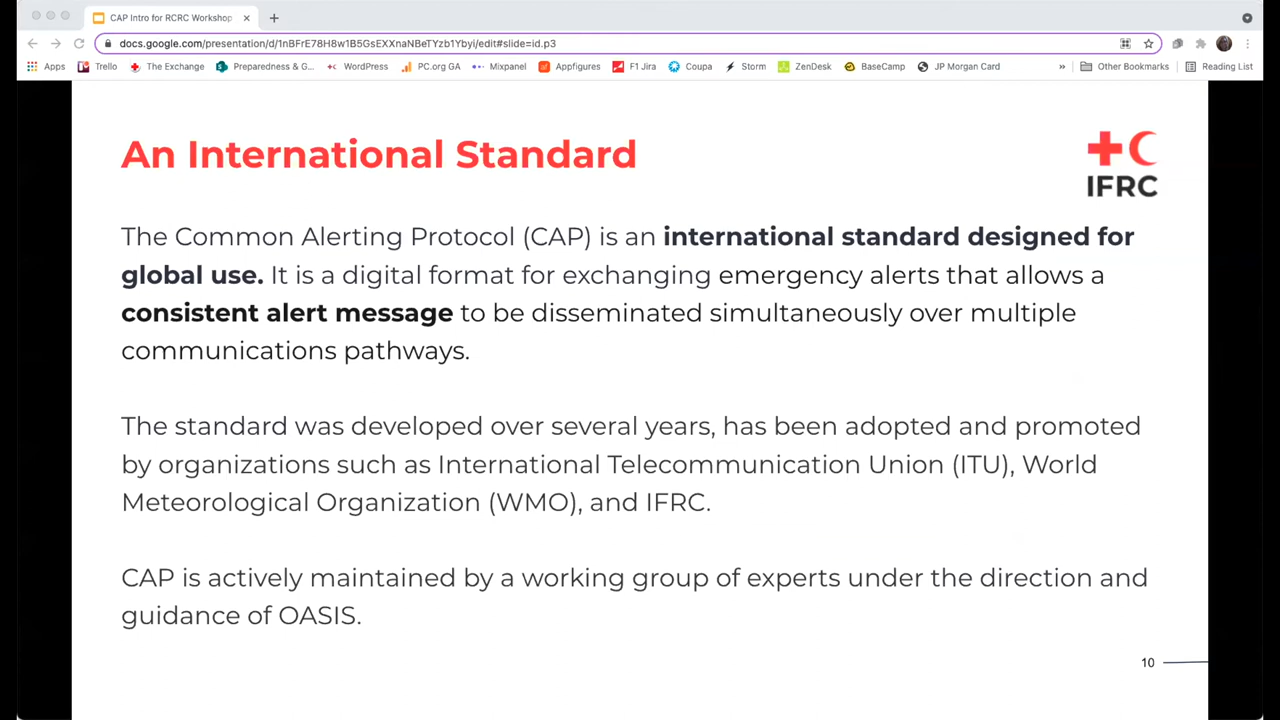 CAP Intro for RCRC Workshop
docs.google.com/presentation/d/1nBFrE78H8w1B5GsEXXnaNBeTYzb1Ybyi/edit#slide=id.p3
Apps Trello The Exchange Preparedness & G... WordPress PC.org GA Mixpanel Appfigures F1 Jira Coupa Storm ZenDesk BaseCamp JP Morgan Card » Other Bookmarks Reading List
An International Standard
IFRC
The Common Alerting Protocol (CAP) is an international standard designed for
global use. It is a digital format for exchanging emergency alerts that allows a
consistent alert message to be disseminated simultaneously over multiple
communications pathways.
The standard was developed over several years, has been adopted and promoted
by organizations such as International Telecommunication Union (ITU), World
Meteorological Organization (WMO), and IFRC.
CAP is actively maintained by a working group of experts under the direction and
guidance of OASIS.
10